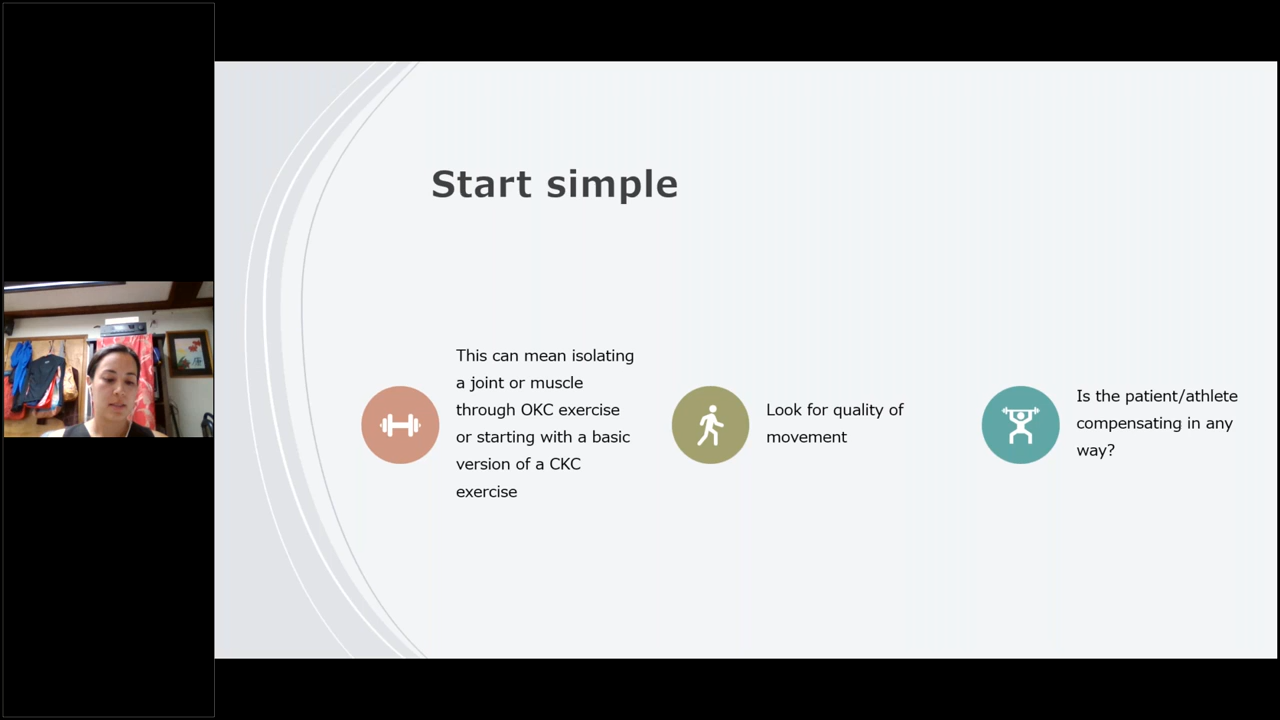 Start simple
This can mean isolating
a joint or muscle
through OKC exercise
or starting with a basic
version of a CKC
exercise
Look for quality of
movement
Is the patient/athlete
compensating in any
way?